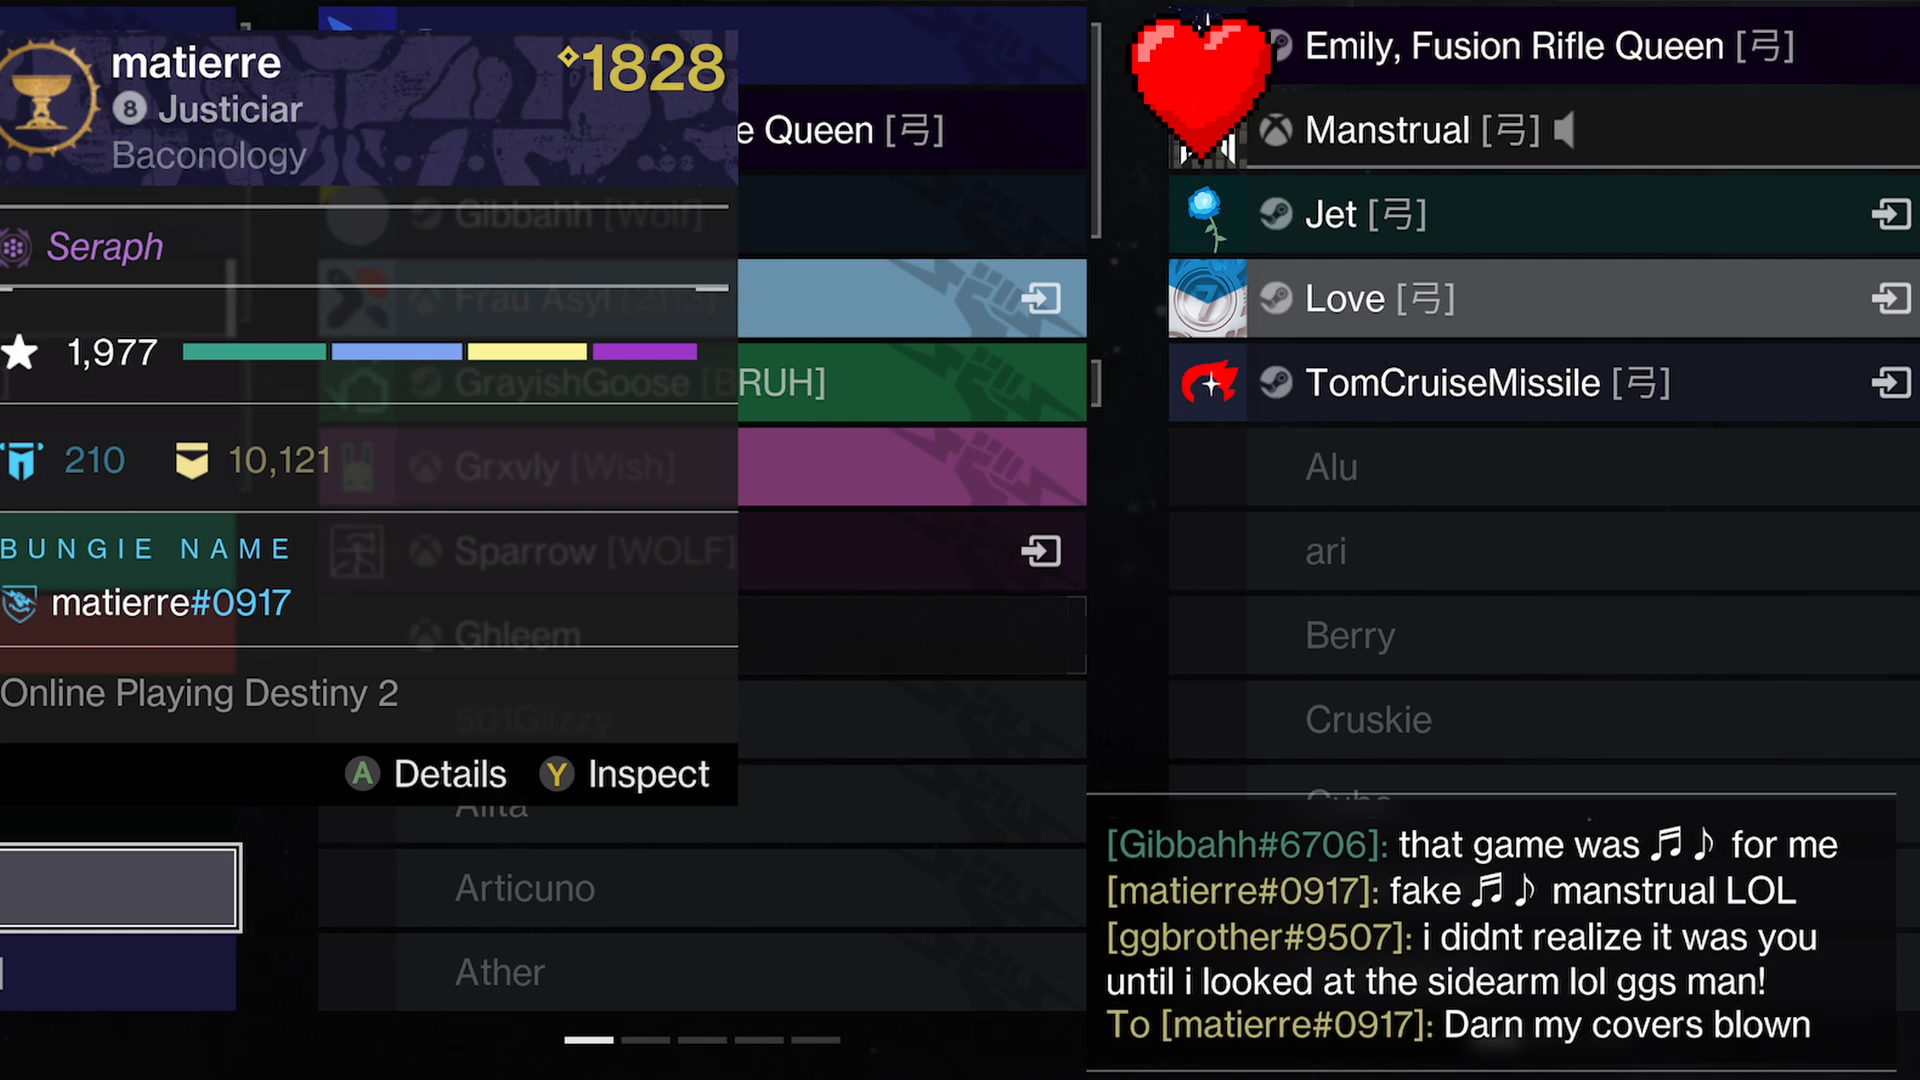 matierre
1828
8 Justiciar
Baconology
Seraph
1,977
210 10,121
BUNGIE NAME
matierre#0917
Online Playing Destiny 2
A Details Y Inspect
e Queen [弓]
Gibbahh [Wolf]
Frau Asyl
GrayishGoose [BRUH]
Grxvly [Wish]
Sparrow [WOLF]
Ghleem
501Glizzy
Alita
Articuno
Ather
Emily, Fusion Rifle Queen [弓]
Manstrual [弓]
Jet [弓]
Love [弓]
TomCruiseMissile [弓]
Alu
ari
Berry
Cruskie
[Gibbahh#6706]: that game was ♬ ♪ for me
[matierre#0917]: fake ♬ ♪ manstrual LOL
[ggbrother#9507]: i didnt realize it was you
until i looked at the sidearm lol ggs man!
To [matierre#0917]: Darn my covers blown